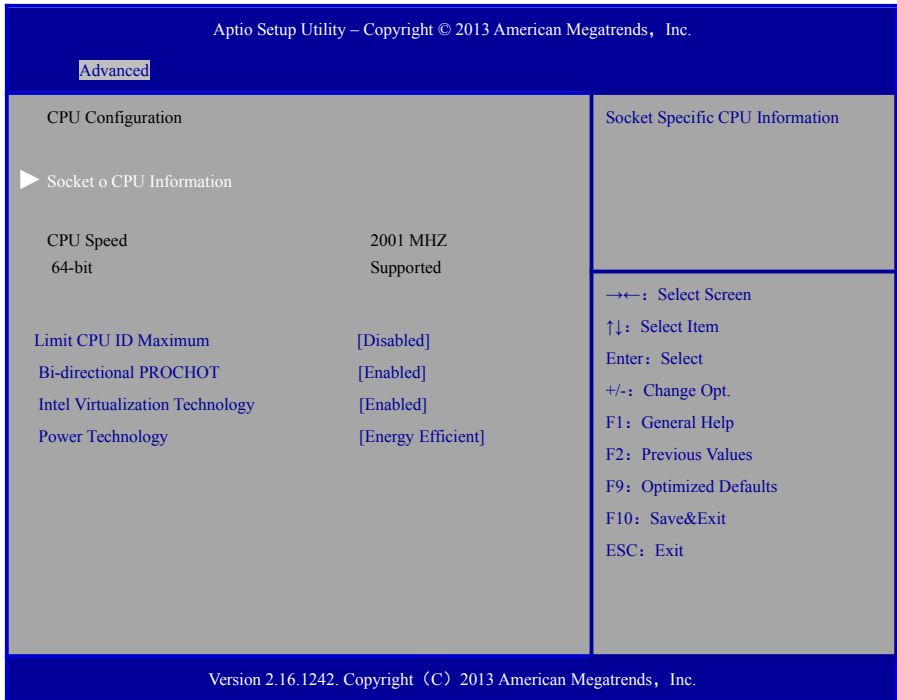 Aptio Setup Utility – Copyright © 2013 American Megatrends，Inc.
Advanced
CPU Configuration
Socket Specific CPU Information
► Socket o CPU Information
CPU Speed 2001 MHZ
64-bit Supported
Limit CPU ID Maximum [Disabled]
Bi-directional PROCHOT [Enabled]
Intel Virtualization Technology [Enabled]
Power Technology [Energy Efficient]
→←：Select Screen
↑↓：Select Item
Enter：Select
+/-：Change Opt.
F1：General Help
F2：Previous Values
F9：Optimized Defaults
F10：Save&Exit
ESC：Exit
Version 2.16.1242. Copyright（C）2013 American Megatrends，Inc.